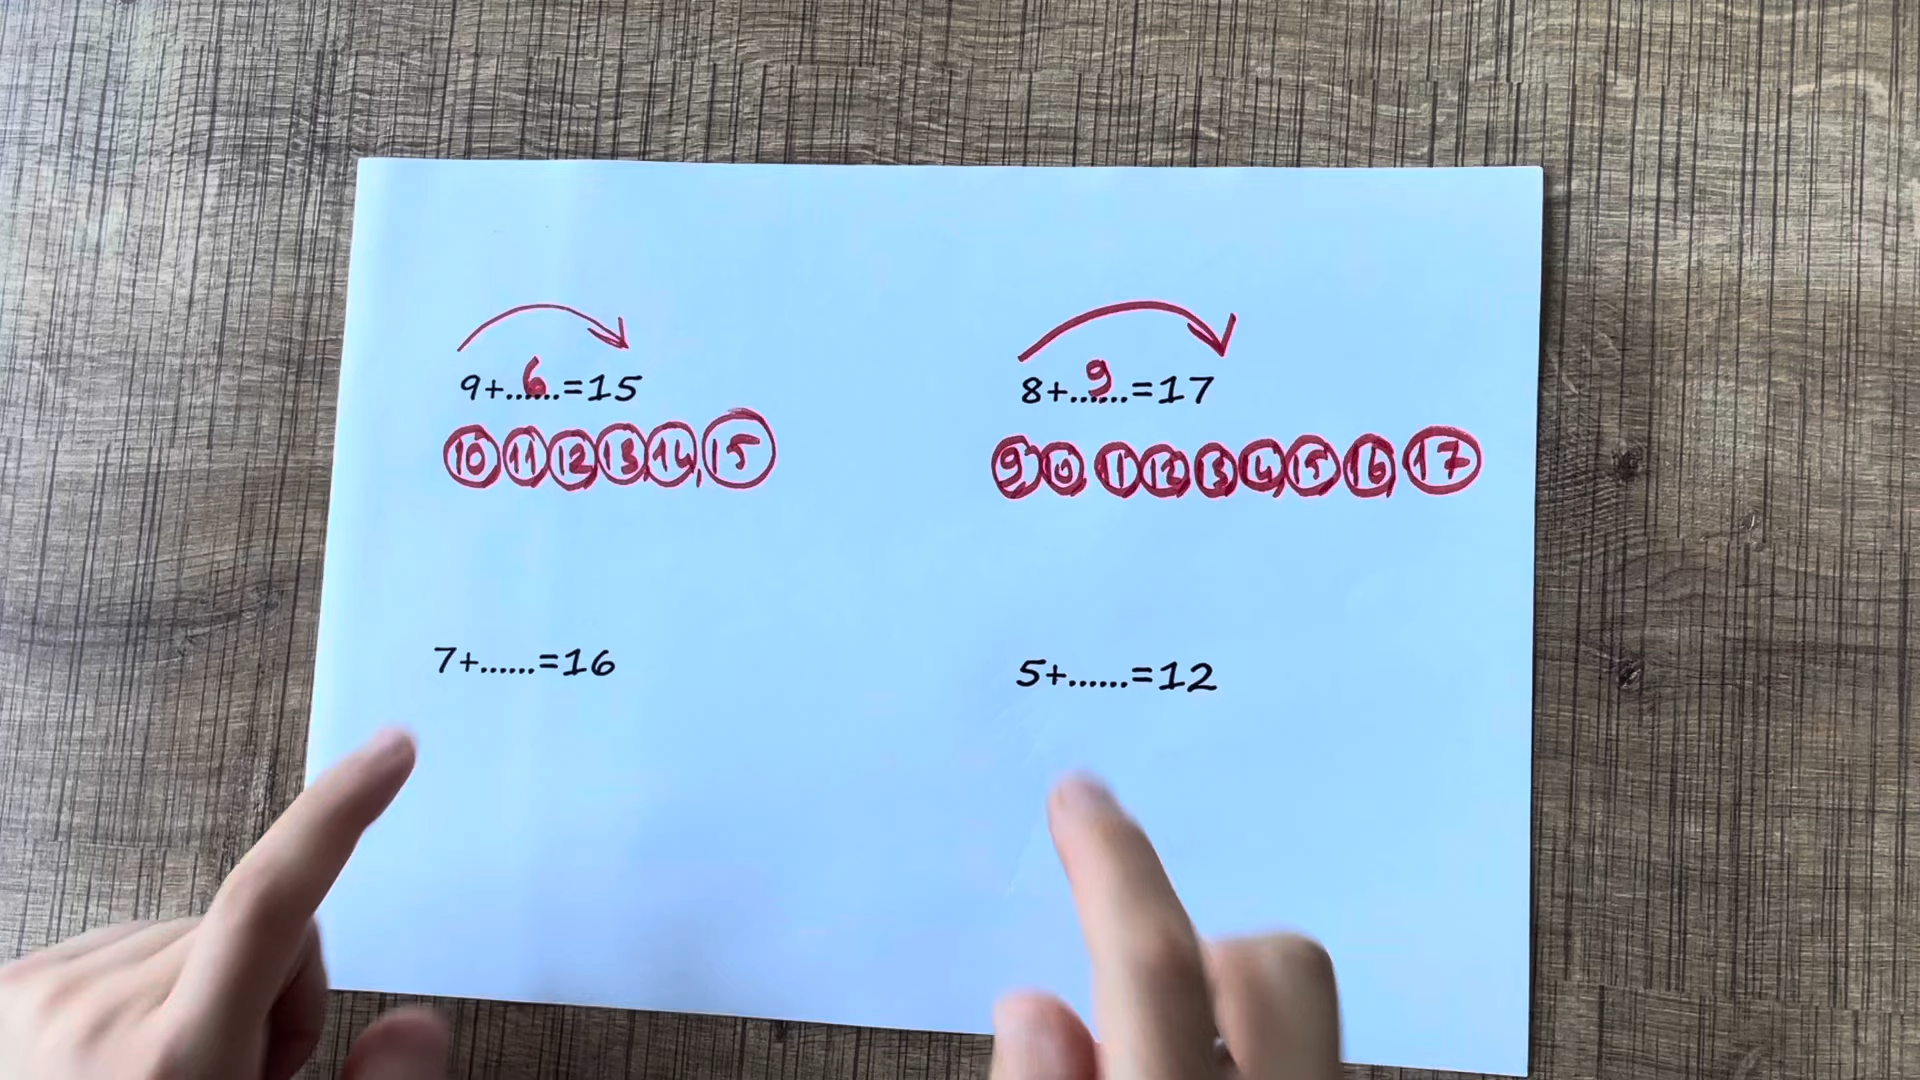 9+..6...=15
10 11 12 13 14 15
8+..9...=17
9 10 11 12 13 14 15 16 17
7+......=16
5+......=12